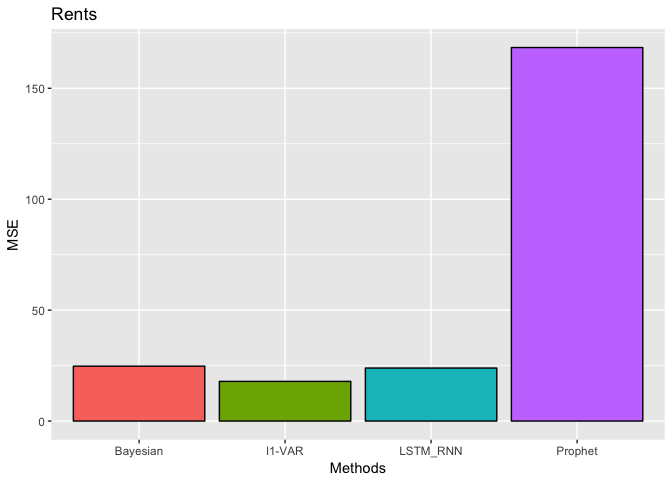 Rents
MSE
150
100
50
0
Bayesian
l1-VAR
LSTM_RNN
Prophet
Methods